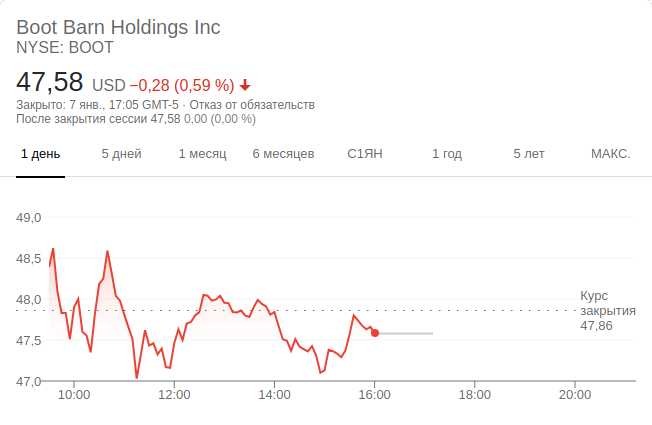 Boot Barn Holdings Inc
NYSE: BOOT
47,58 USD −0,28 (0,59 %)
Закрыто: 7 янв., 17:05 GMT-5 · Отказ от обязательств
После закрытия сессии 47,58 0,00 (0,00 %)
1 день 5 дней 1 месяц 6 месяцев С1ЯН 1 год 5 лет МАКС.
49,0
48,5
48,0
47,5
47,0
Курс
закрытия
47,86
10:00 12:00 14:00 16:00 18:00 20:00